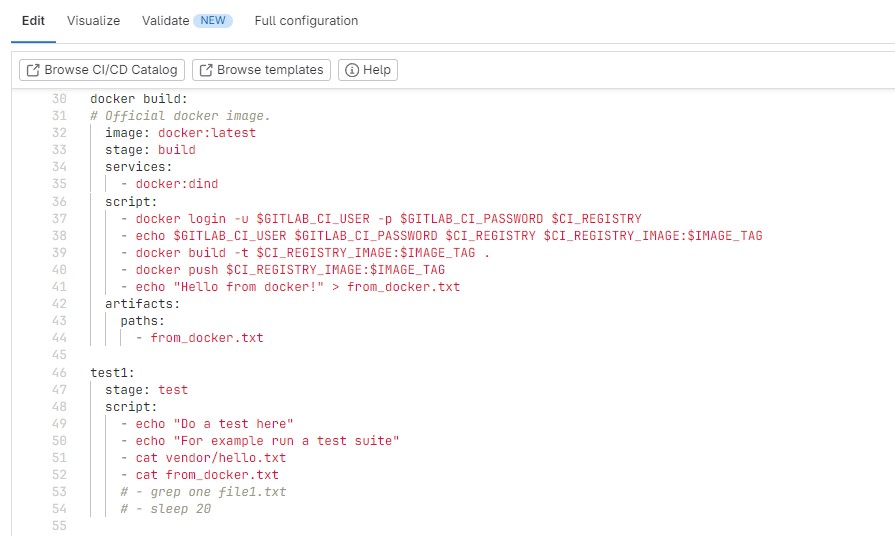 Edit Visualize Validate NEW Full configuration
Browse CI/CD Catalog Browse templates Help
30 docker build:
31 # Official docker image.
32 image: docker:latest
33 stage: build
34 services:
35 - docker:dind
36 script:
37 - docker login -u $GITLAB_CI_USER -p $GITLAB_CI_PASSWORD $CI_REGISTRY
38 - echo $GITLAB_CI_USER $GITLAB_CI_PASSWORD $CI_REGISTRY $CI_REGISTRY_IMAGE:$IMAGE_TAG
39 - docker build -t $CI_REGISTRY_IMAGE:$IMAGE_TAG .
40 - docker push $CI_REGISTRY_IMAGE:$IMAGE_TAG
41 - echo "Hello from docker!" > from_docker.txt
42 artifacts:
43 paths:
44 - from_docker.txt
45
46 test1:
47 stage: test
48 script:
49 - echo "Do a test here"
50 - echo "For example run a test suite"
51 - cat vendor/hello.txt
52 - cat from_docker.txt
53 # - grep one file1.txt
54 # - sleep 20
55